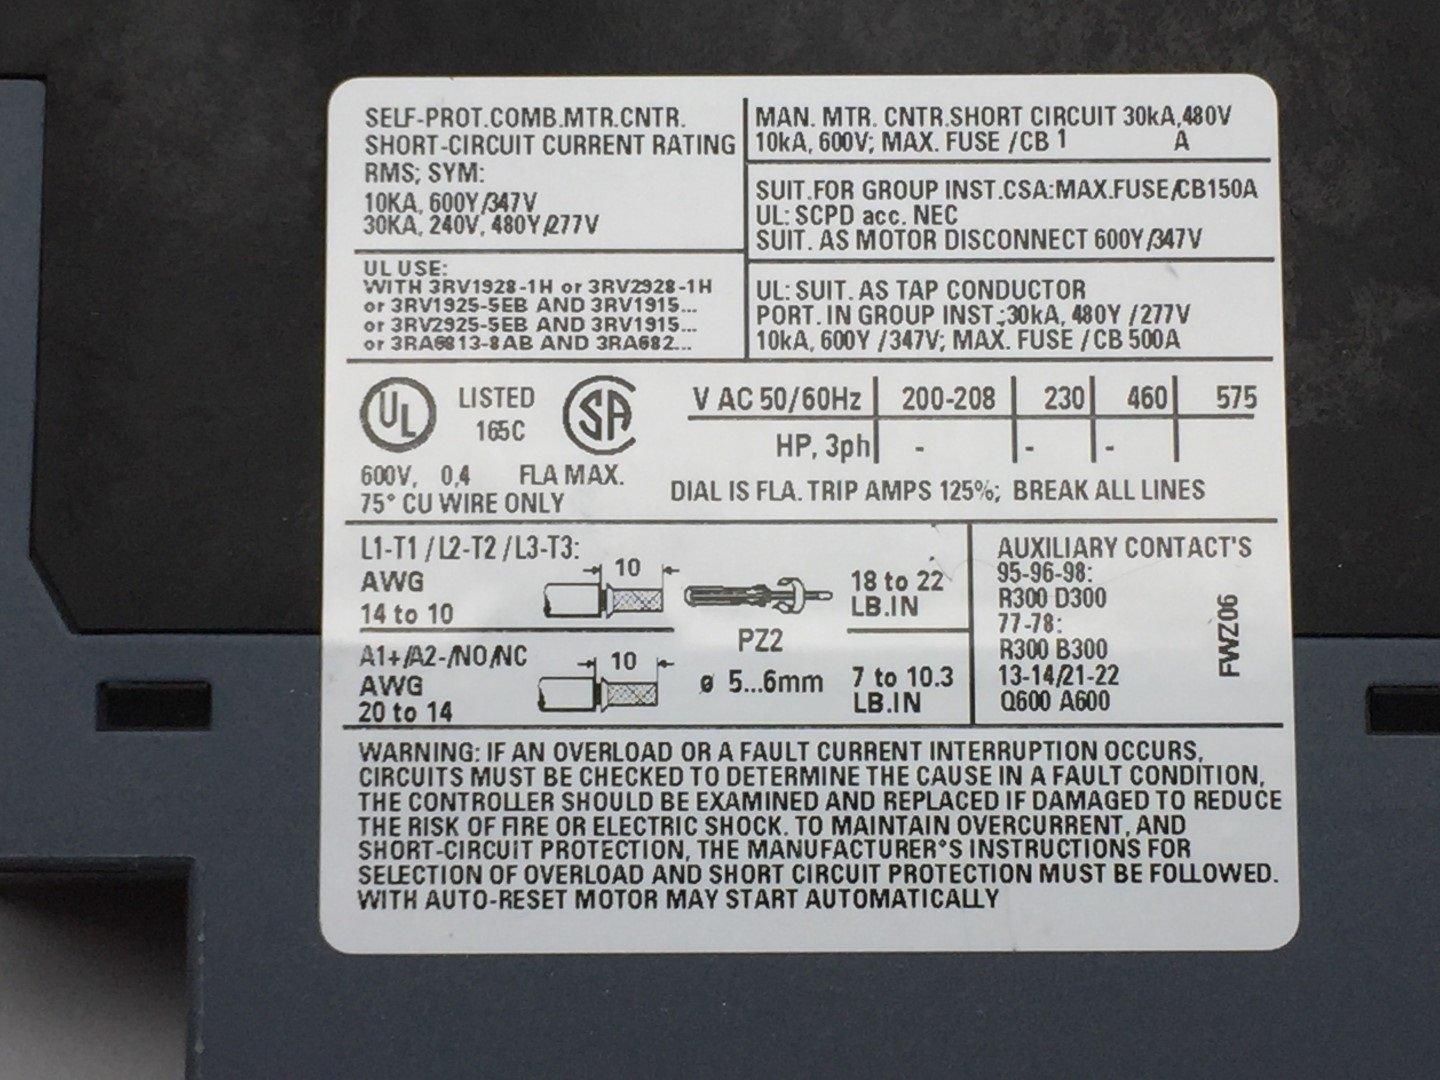 SELF-PROT.COMB.MTR.CNTR.
SHORT-CIRCUIT CURRENT RATING
RMS; SYM:
10KA, 600Y/347V
30KA, 240V, 480Y/277V
MAN. MTR. CNTR.SHORT CIRCUIT 30kA,480V
10kA, 600V; MAX. FUSE /CB 1 A
SUIT.FOR GROUP INST.CSA:MAX.FUSE/CB150A
UL: SCPD acc. NEC
SUIT. AS MOTOR DISCONNECT 600Y/347V
UL USE:
WITH 3RV1928-1H or 3RV2928-1H
or 3RV1925-5EB AND 3RV1915...
or 3RV2925-5EB AND 3RV1915...
or 3RA6813-8AB AND 3RA682...
UL: SUIT. AS TAP CONDUCTOR
PORT. IN GROUP INST.:30kA, 480Y /277V
10kA, 600Y /347V; MAX. FUSE /CB 500A
UL LISTED
165C
SA
V AC 50/60Hz 200-208 230 460 575
HP, 3ph - - -
600V, 0,4 FLA MAX.
75° CU WIRE ONLY
DIAL IS FLA. TRIP AMPS 125%; BREAK ALL LINES
L1-T1 /L2-T2 /L3-T3:
AWG
14 to 10
10
18 to 22
LB.IN
A1+/A2-/NO/NC
AWG
20 to 14
10
PZ2
ø 5...6mm
7 to 10.3
LB.IN
AUXILIARY CONTACT'S
95-96-98:
R300 D300
77-78:
R300 B300
13-14/21-22
Q600 A600
FWZ06
WARNING: IF AN OVERLOAD OR A FAULT CURRENT INTERRUPTION OCCURS,
CIRCUITS MUST BE CHECKED TO DETERMINE THE CAUSE IN A FAULT CONDITION,
THE CONTROLLER SHOULD BE EXAMINED AND REPLACED IF DAMAGED TO REDUCE
THE RISK OF FIRE OR ELECTRIC SHOCK. TO MAINTAIN OVERCURRENT, AND
SHORT-CIRCUIT PROTECTION, THE MANUFACTURER°S INSTRUCTIONS FOR
SELECTION OF OVERLOAD AND SHORT CIRCUIT PROTECTION MUST BE FOLLOWED.
WITH AUTO-RESET MOTOR MAY START AUTOMATICALLY